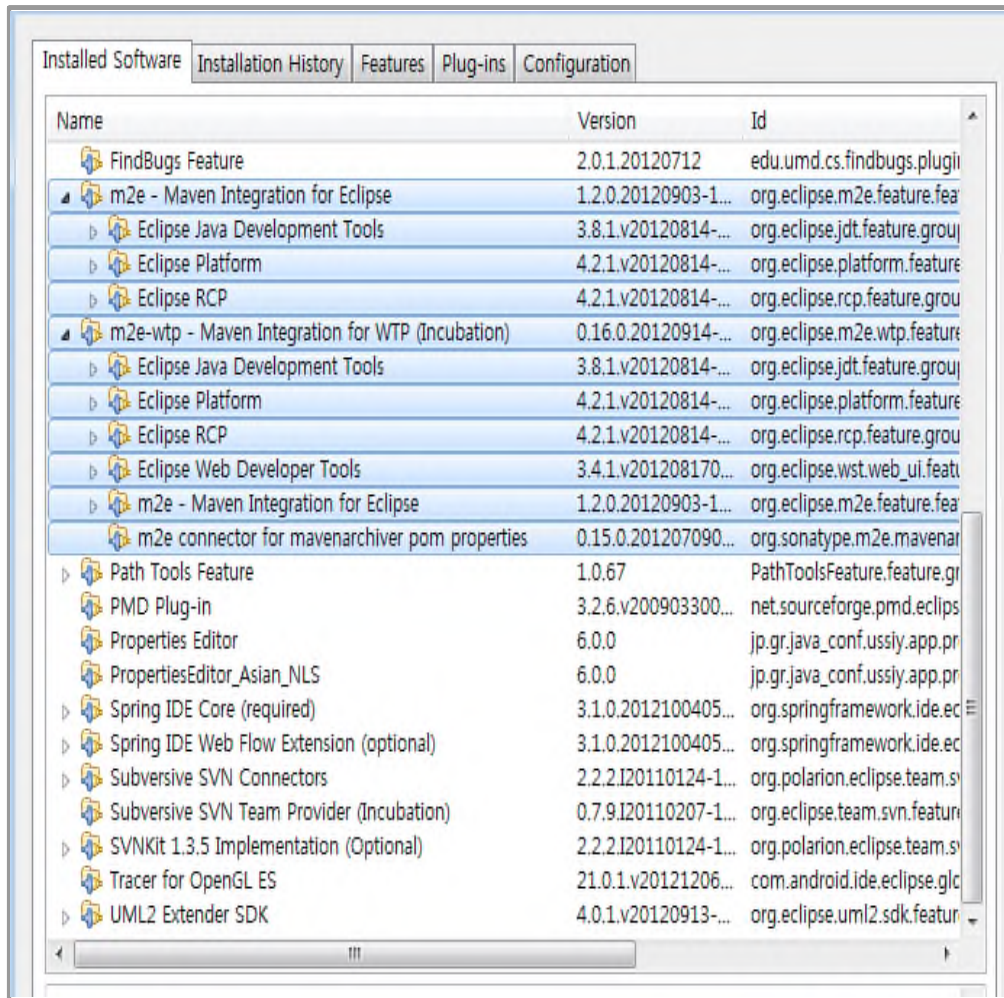 Installed Software Installation History Features Plug-ins Configuration
Name Version Id
FindBugs Feature 2.0.1.20120712 edu.umd.cs.findbugs.plugi
m2e - Maven Integration for Eclipse 1.2.0.20120903-1... org.eclipse.m2e.feature.fea
Eclipse Java Development Tools 3.8.1.v20120814-... org.eclipse.jdt.feature.grou
Eclipse Platform 4.2.1.v20120814-... org.eclipse.platform.feature
Eclipse RCP 4.2.1.v20120814-... org.eclipse.rcp.feature.grou
m2e-wtp - Maven Integration for WTP (Incubation) 0.16.0.20120914-... org.eclipse.m2e.wtp.feature
Eclipse Java Development Tools 3.8.1.v20120814-... org.eclipse.jdt.feature.grou
Eclipse Platform 4.2.1.v20120814-... org.eclipse.platform.feature
Eclipse RCP 4.2.1.v20120814-... org.eclipse.rcp.feature.grou
Eclipse Web Developer Tools 3.4.1.v201208170... org.eclipse.wst.web_ui.featu
m2e - Maven Integration for Eclipse 1.2.0.20120903-1... org.eclipse.m2e.feature.fea
m2e connector for mavenarchiver pom properties 0.15.0.201207090... org.sonatype.m2e.mavenar
Path Tools Feature 1.0.67 PathToolsFeature.feature.gr
PMD Plug-in 3.2.6.v200903300... net.sourceforge.pmd.eclips
Properties Editor 6.0.0 jp.gr.java_conf.ussiy.app.pr
PropertiesEditor_Asian_NLS 6.0.0 jp.gr.java_conf.ussiy.app.pr
Spring IDE Core (required) 3.1.0.2012100405... org.springframework.ide.ec
Spring IDE Web Flow Extension (optional) 3.1.0.2012100405... org.springframework.ide.ec
Subversive SVN Connectors 2.2.2.I20110124-1... org.polarion.eclipse.team.sv
Subversive SVN Team Provider (Incubation) 0.7.9.I20110207-1... org.eclipse.team.svn.featur
SVNKit 1.3.5 Implementation (Optional) 2.2.2.I20110124-1... org.polarion.eclipse.team.sv
Tracer for OpenGL ES 21.0.1.v20121206... com.android.ide.eclipse.glc
UML2 Extender SDK 4.0.1.v20120913-... org.eclipse.uml2.sdk.featur